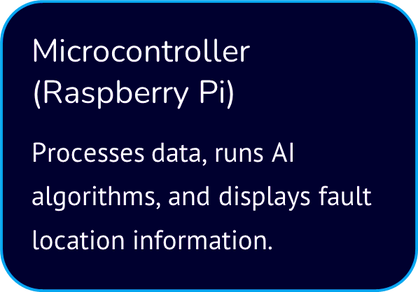 Microcontroller
(Raspberry Pi)
Processes data, runs AI
algorithms, and displays fault
location information.